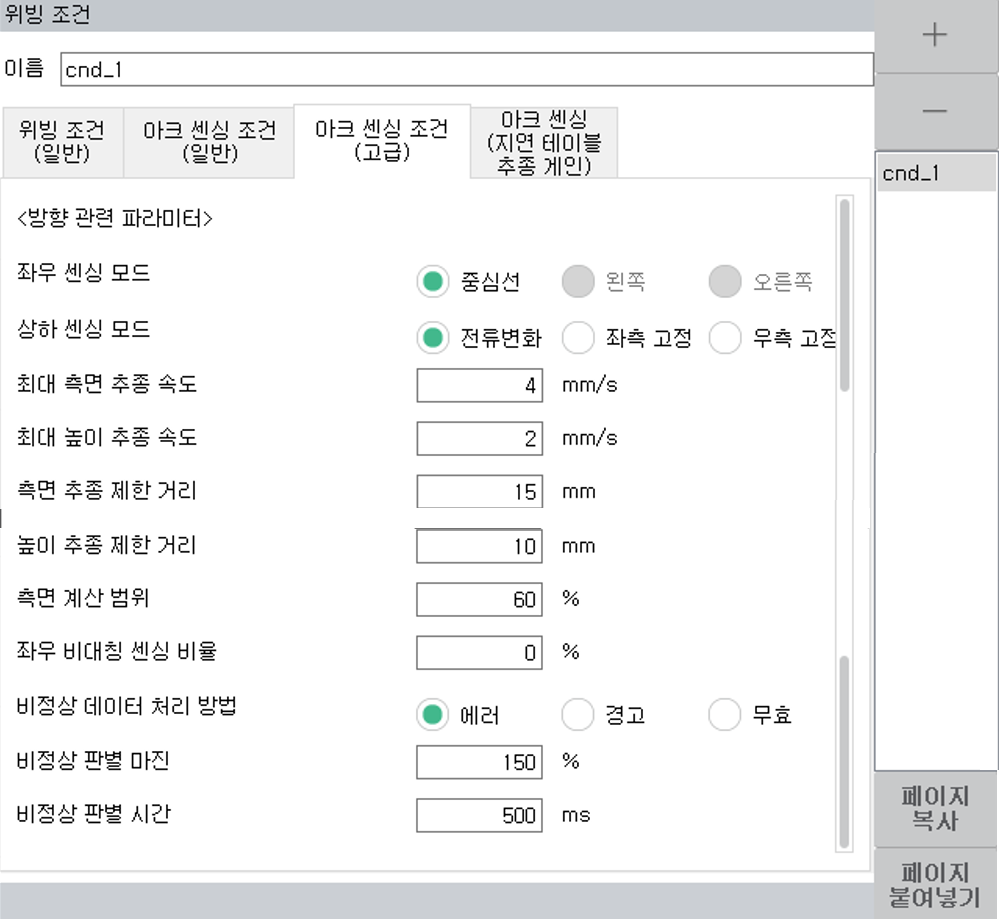 위빙 조건
이름 cnd_1
위빙 조건
(일반)
아크 센싱 조건
(일반)
아크 센싱 조건
(고급)
아크 센싱
(지연 테이블
추종 게인)
<방향 관련 파라미터>
좌우 센싱 모드 중심선 왼쪽 오른쪽
상하 센싱 모드 전류변화 좌측 고정 우측 고정
최대 측면 추종 속도 4 mm/s
최대 높이 추종 속도 2 mm/s
측면 추종 제한 거리 15 mm
높이 추종 제한 거리 10 mm
측면 계산 범위 60 %
좌우 비대칭 센싱 비율 0 %
비정상 데이터 처리 방법 에러 경고 무효
비정상 판별 마진 150 %
비정상 판별 시간 500 ms
+
–
cnd_1
페이지
복사
페이지
붙여넣기